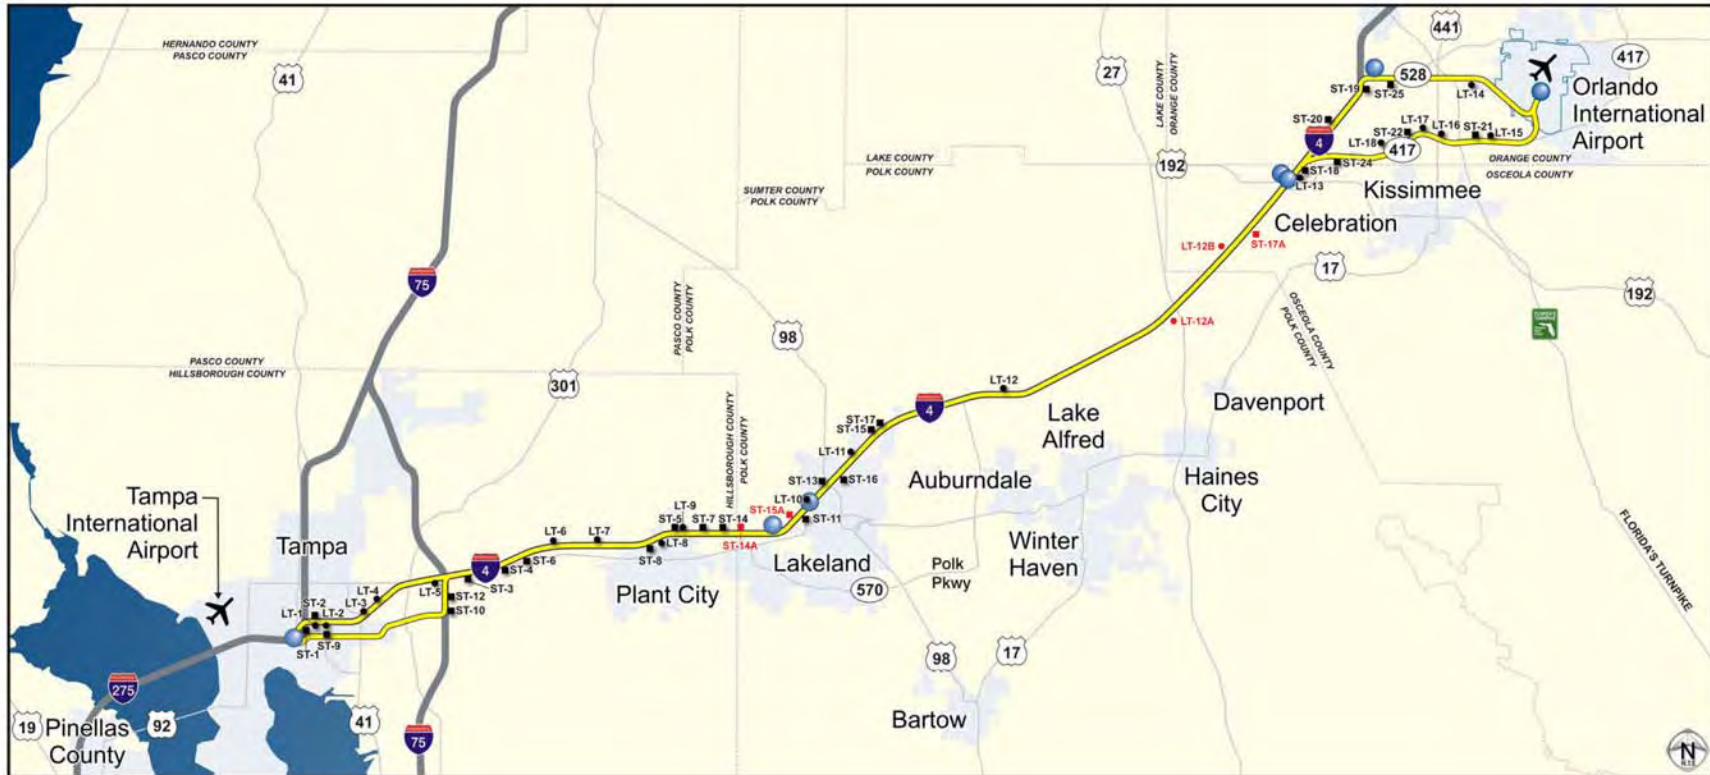 HERNANDO COUNTY
PASCO COUNTY
41
27
LAKE COUNTY
ORANGE COUNTY
441
417
528
Orlando
International
Airport
ST-19
ST-25
LT-14
ST-20
4
LT-17
LT-16
ST-22
ST-21
LT-15
LT-18
417
ST-24
ORANGE COUNTY
OSCEOLA COUNTY
LAKE COUNTY
POLK COUNTY
192
ST-18
LT-13
Kissimmee
SUMTER COUNTY
POLK COUNTY
Celebration
LT-12B
ST-17A
17
192
75
PASCO COUNTY
POLK COUNTY
98
LT-12A
OSCEOLA COUNTY
POLK COUNTY
PASCO COUNTY
HILLSBOROUGH COUNTY
301
LT-12
4
Davenport
Lake
Alfred
ST-17
ST-15
LT-11
HILLSBOROUGH COUNTY
POLK COUNTY
Auburndale
Haines
City
ST-13
ST-16
LT-10
ST-15A
ST-11
Tampa
International
Airport
Tampa
LT-9
ST-5
ST-7
ST-14
ST-14A
LT-6
LT-7
LT-8
ST-8
ST-6
ST-4
4
ST-3
LT-5
ST-12
ST-10
LT-4
LT-3
ST-2
LT-1
LT-2
ST-1
ST-9
Plant City
Lakeland
Winter
Haven
Polk
Pkwy
570
FLORIDA'S TURNPIKE
98
17
275
19
Pinellas
County
92
41
75
Bartow
N